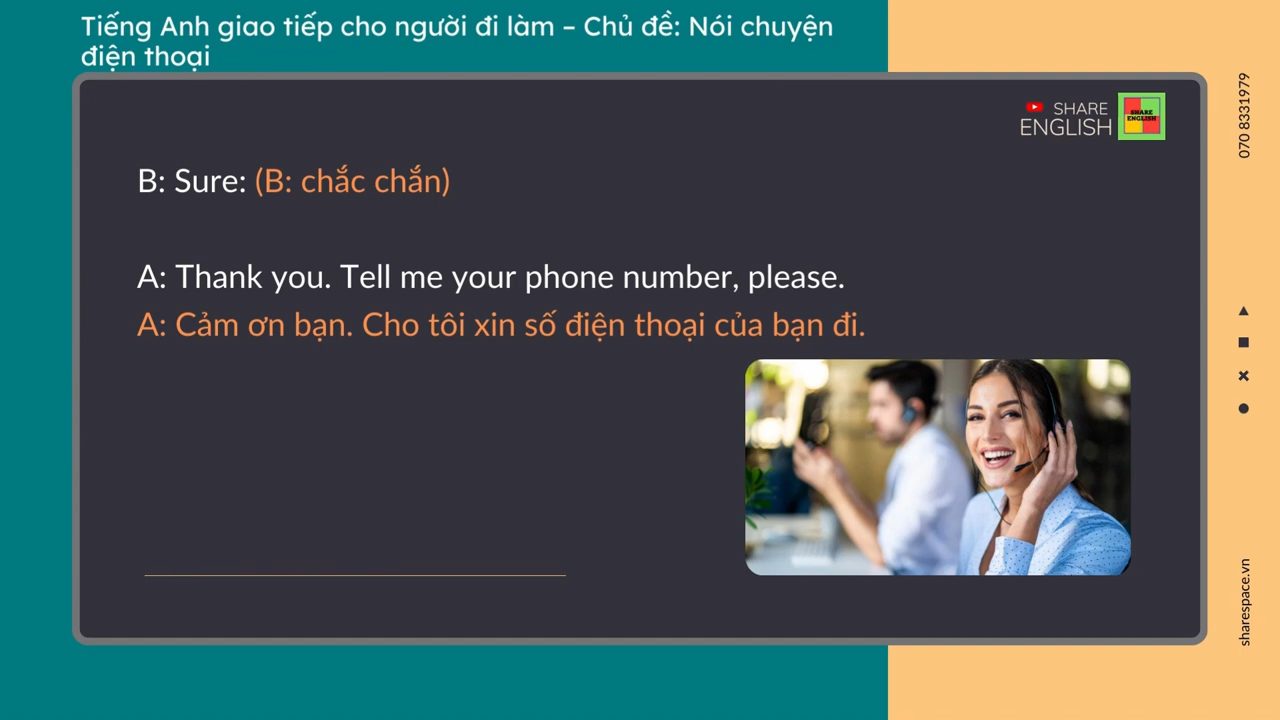 Tiếng Anh giao tiếp cho người đi làm – Chủ đề: Nói chuyện
điện thoại
SHARE
ENGLISH
SHARE
ENGLISH
B: Sure: (B: chắc chắn)
A: Thank you. Tell me your phone number, please.
A: Cảm ơn bạn. Cho tôi xin số điện thoại của bạn đi.
070 8331979
sharespace.vn